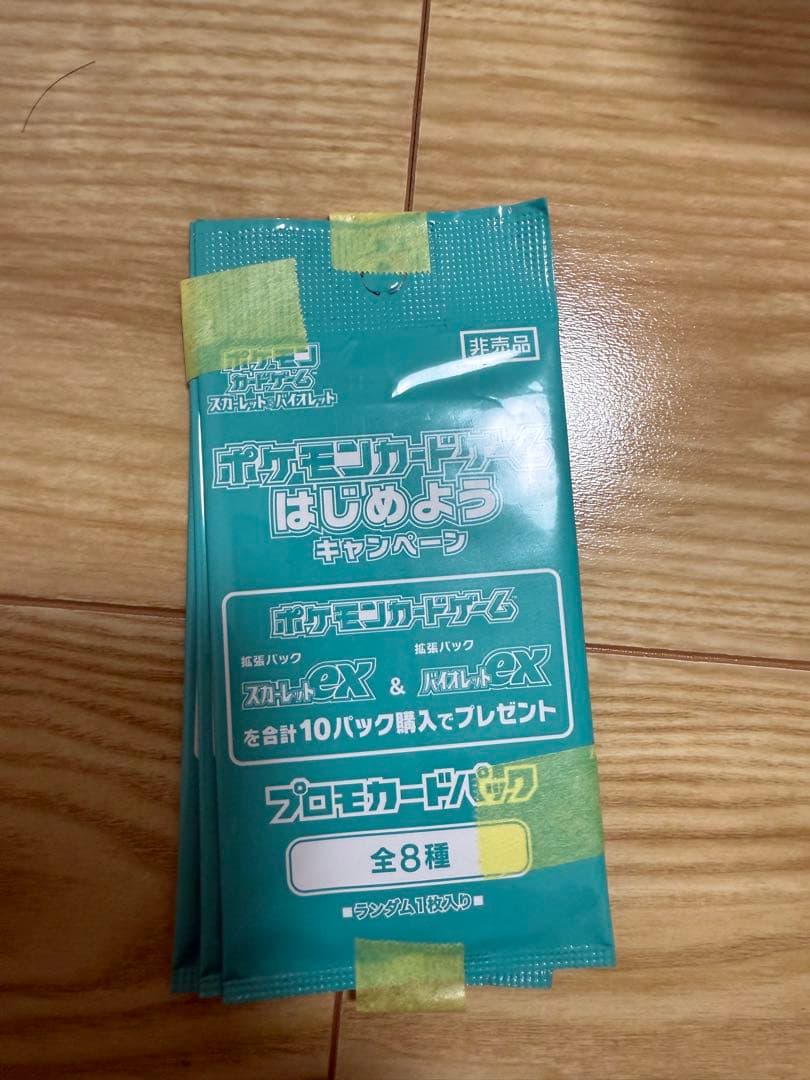 非売品
ポケモン
カードゲーム
スカーレット&バイオレット
ポケモンカードゲーム
はじめよう
キャンペーン
ポケモンカードゲーム
拡張パック
スカーレットex
&
拡張パック
バイオレットex
を合計10パック購入でプレゼント
プロモカードパック
全8種
■ランダム1枚入り■